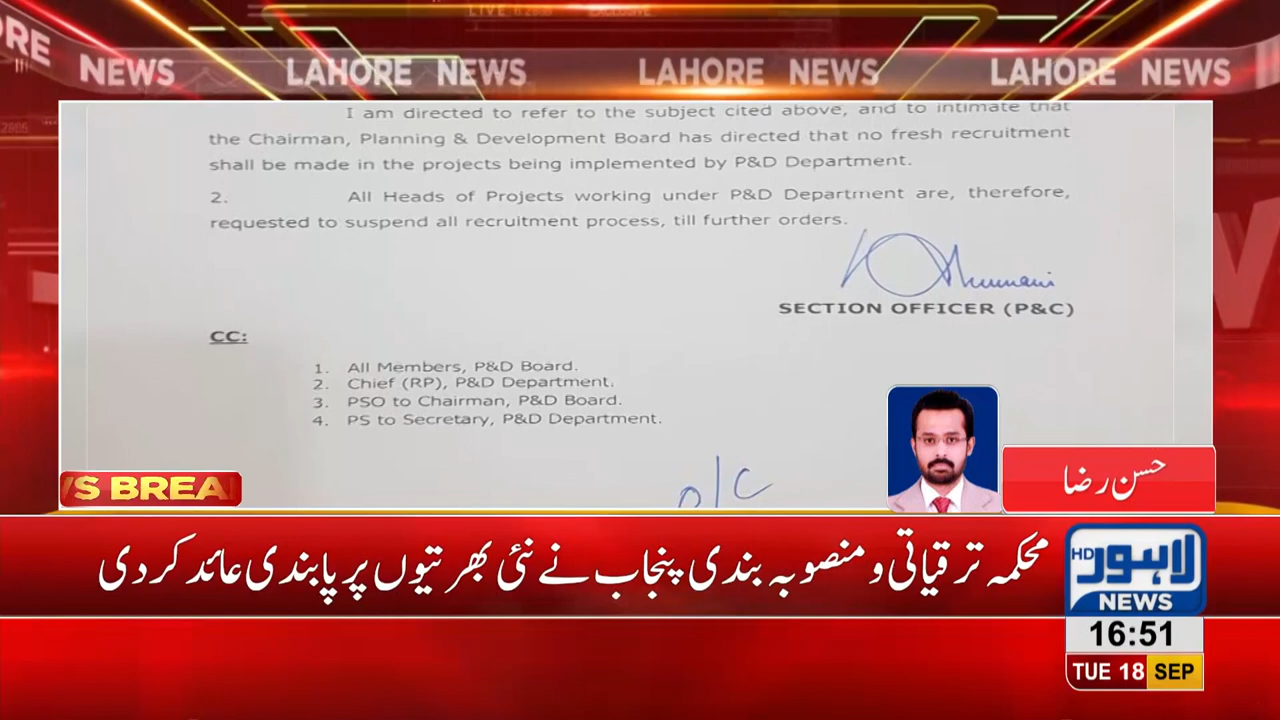 LIVE
EXCLUSIVE
RE NEWS LAHORE NEWS LAHORE NEWS LAHORE NEWS
I am directed to refer to the subject cited above, and to intimate that
the Chairman, Planning & Development Board has directed that no fresh recruitment
shall be made in the projects being implemented by P&D Department.
2. All Heads of Projects working under P&D Department are, therefore,
requested to suspend all recruitment process, till further orders.
SECTION OFFICER (P&C)
CC:
1. All Members, P&D Board.
2. Chief (RP), P&D Department.
3. PSO to Chairman, P&D Board.
4. PS to Secretary, P&D Department.
o/c
حسن رضا
VS BREA
محکمہ ترقیاتی و منصوبہ بندی پنجاب نے نئی بھرتیوں پر پابندی عائد کر دی
HD لاہور
NEWS
16:51
TUE 18 SEP